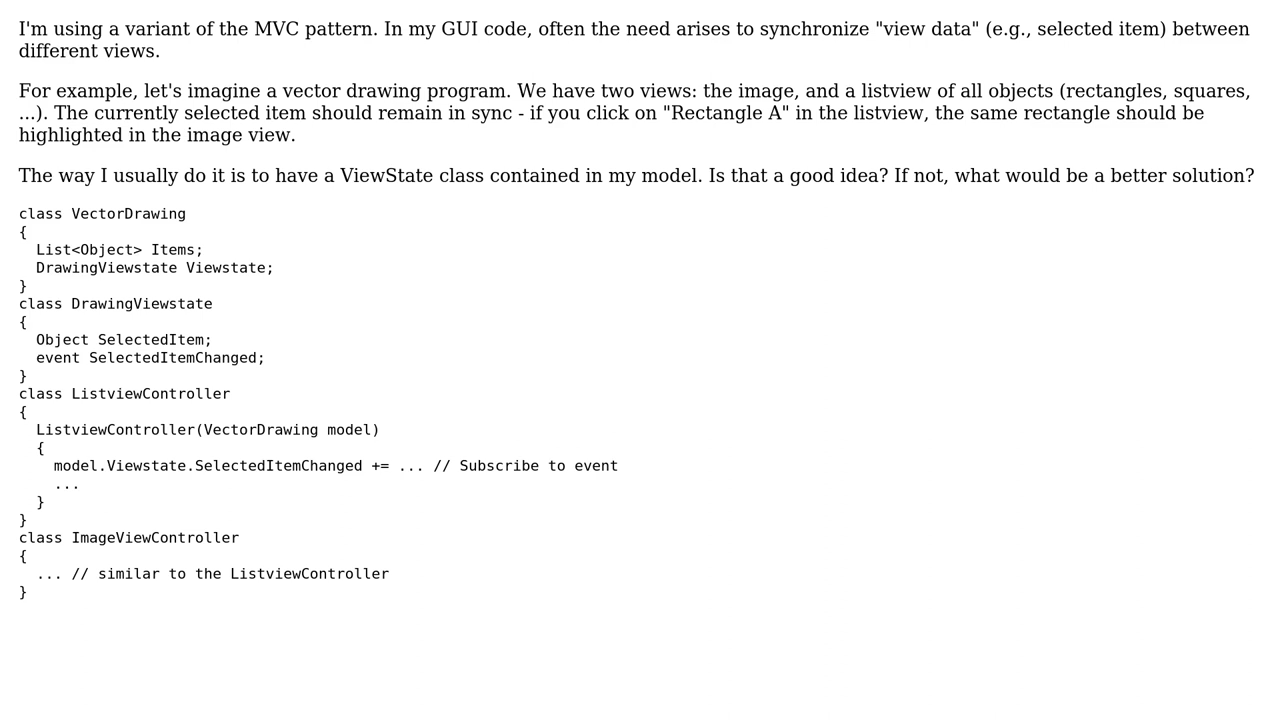 I'm using a variant of the MVC pattern. In my GUI code, often the need arises to synchronize "view data" (e.g., selected item) between
different views.
For example, let's imagine a vector drawing program. We have two views: the image, and a listview of all objects (rectangles, squares,
...). The currently selected item should remain in sync - if you click on "Rectangle A" in the listview, the same rectangle should be
highlighted in the image view.
The way I usually do it is to have a ViewState class contained in my model. Is that a good idea? If not, what would be a better solution?
class VectorDrawing
{
  List<Object> Items;
  DrawingViewstate Viewstate;
}
class DrawingViewstate
{
  Object SelectedItem;
  event SelectedItemChanged;
}
class ListviewController
{
  ListviewController(VectorDrawing model)
  {
    model.Viewstate.SelectedItemChanged += ... // Subscribe to event
    ...
  }
}
class ImageViewController
{
  ... // similar to the ListviewController
}